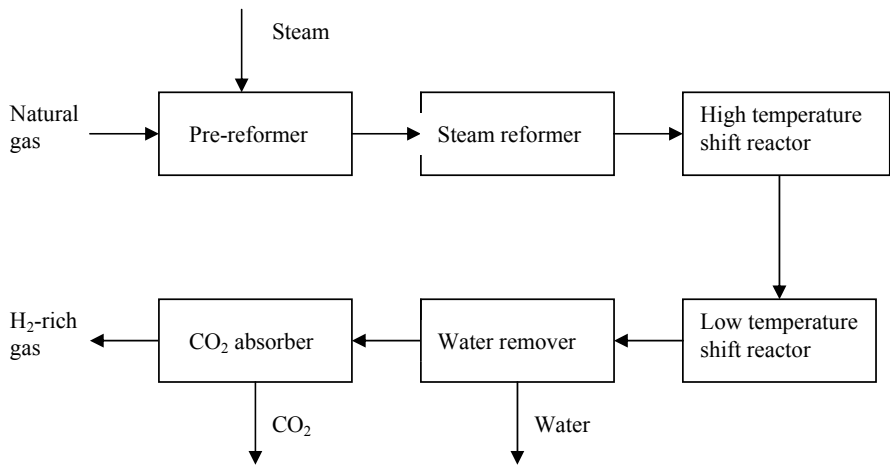 Steam
Natural
gas
Pre-reformer
Steam reformer
High temperature
shift reactor
H₂-rich
gas
CO₂ absorber
Water remover
Low temperature
shift reactor
CO₂
Water